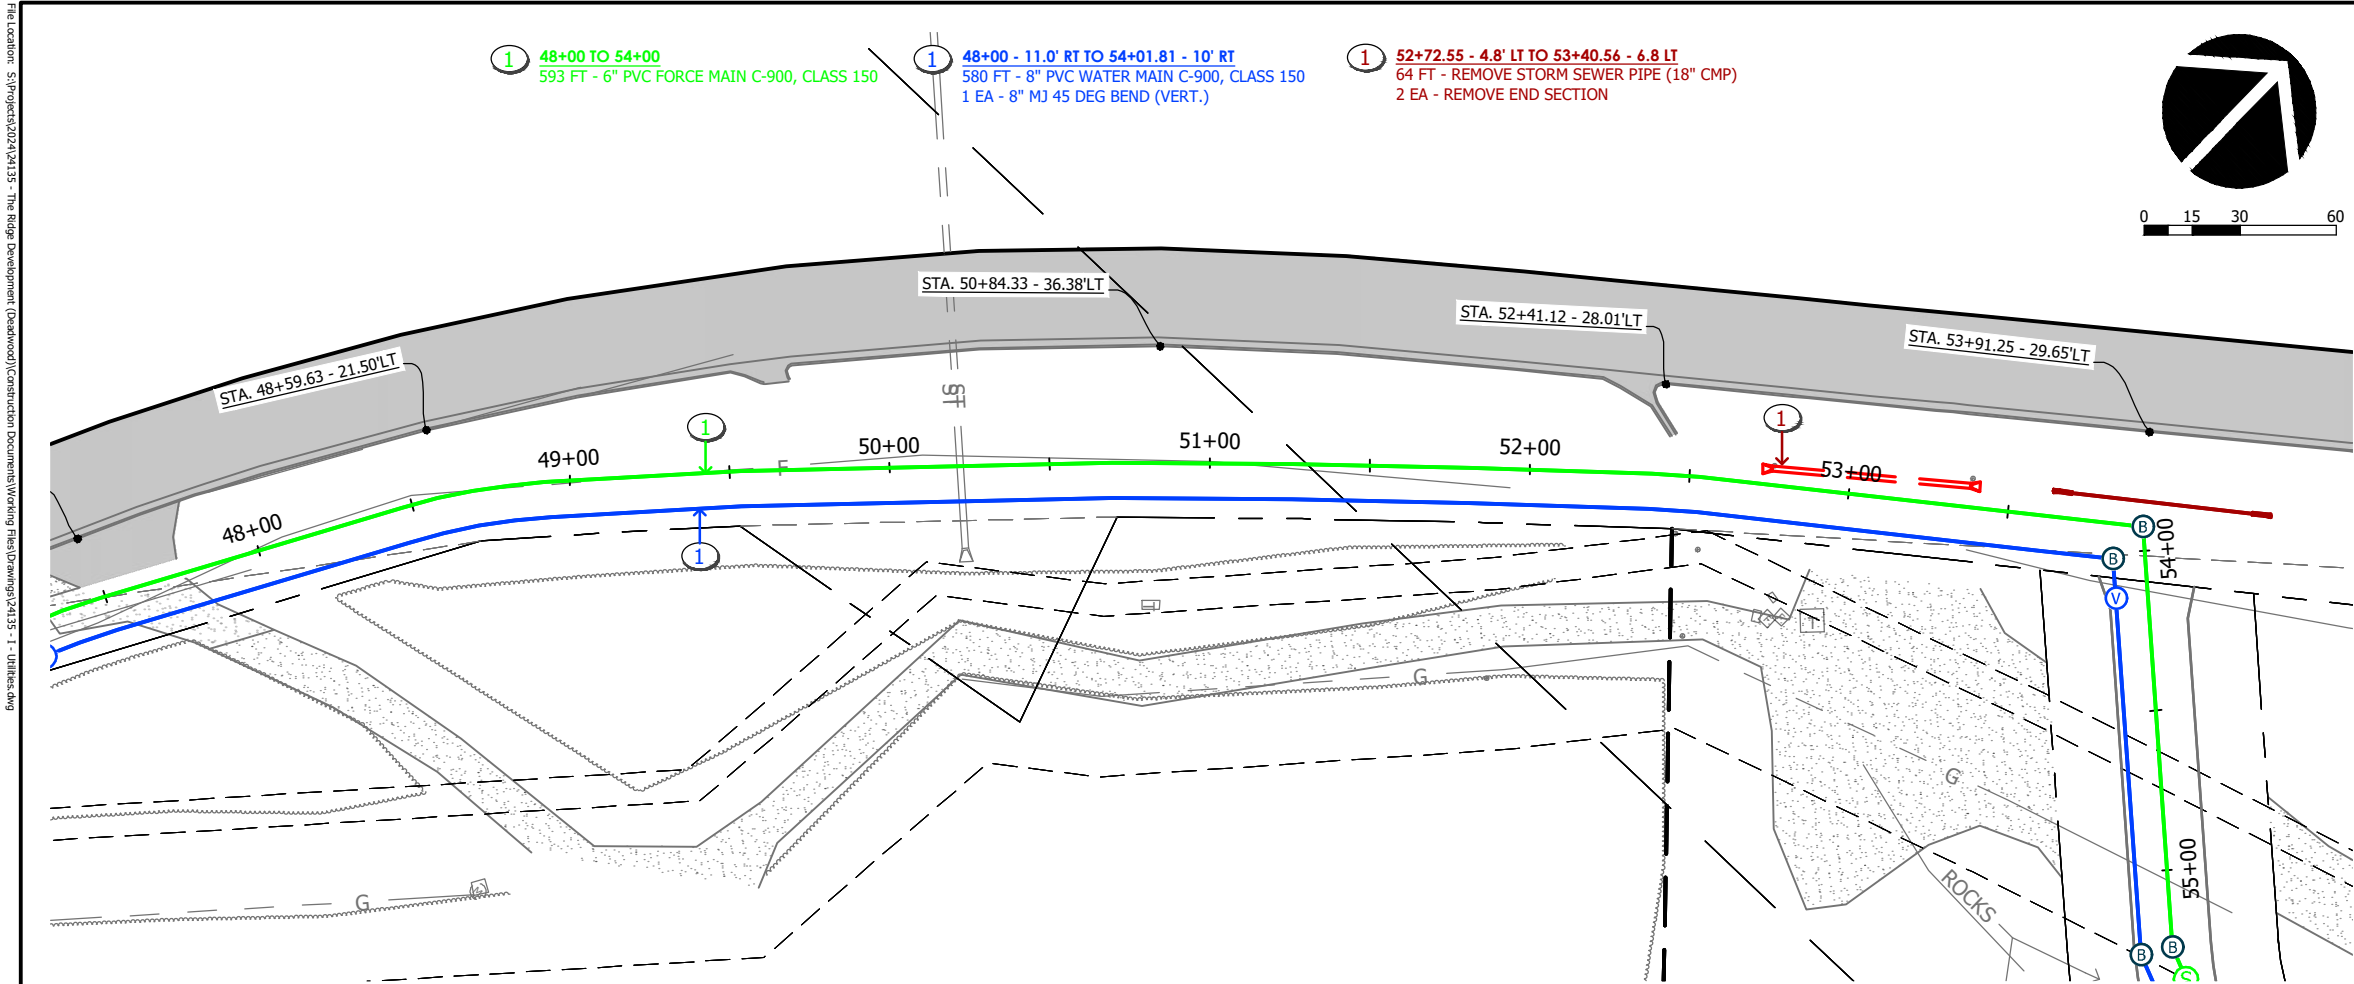 File Location: S:\Projects\2024\24135 - The Ridge Development (Deadwood)\Construction Documents\Working Files\Drawings\24135 - I - Utilities.dwg
1 48+00 TO 54+00
593 FT - 6" PVC FORCE MAIN C-900, CLASS 150
1 48+00 - 11.0' RT TO 54+01.81 - 10' RT
580 FT - 8" PVC WATER MAIN C-900, CLASS 150
1 EA - 8" MJ 45 DEG BEND (VERT.)
1 52+72.55 - 4.8' LT TO 53+40.56 - 6.8 LT
64 FT - REMOVE STORM SEWER PIPE (18" CMP)
2 EA - REMOVE END SECTION
0 15 30 60
STA. 50+84.33 - 36.38'LT
STA. 52+41.12 - 28.01'LT
STA. 53+91.25 - 29.65'LT
STA. 48+59.63 - 21.50'LT
ST
ST
1
1
48+00
49+00
50+00
51+00
52+00
53+00
F
1
B
B
54+00
V
T
T
G
G
G
ROCKS
55+00
B
B
S